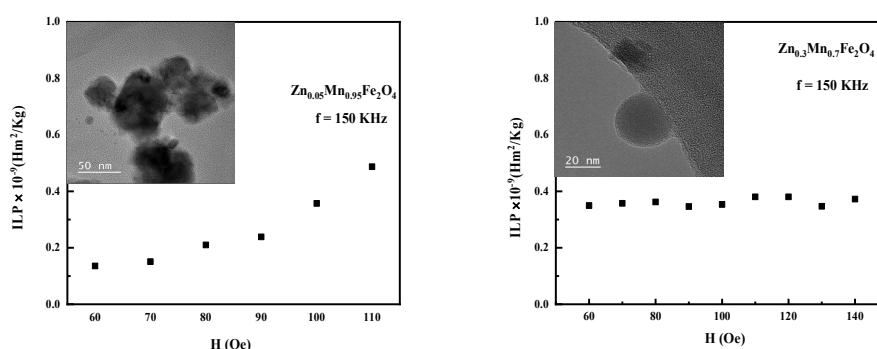 1.0
0.8
0.6
0.4
0.2
0.0
ILP × 10⁻⁹(Hm²/Kg)
50 nm
Zn₀.₀₅Mn₀.₉₅Fe₂O₄
f = 150 KHz
60 70 80 90 100 110
H (Oe)
1.0
0.8
0.6
0.4
0.2
0.0
ILP ×10⁻⁹(Hm²/Kg)
20 nm
Zn₀.₃Mn₀.₇Fe₂O₄
f = 150 KHz
60 80 100 120 140
H (Oe)